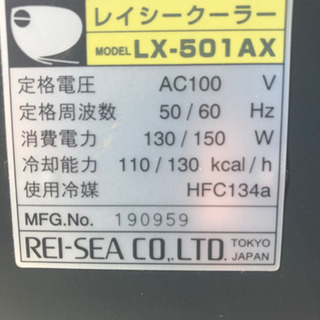 レイシークーラー
MODEL LX-501AX
定格電圧 AC100 V
定格周波数 50/60 Hz
消費電力 130/150 W
冷却能力 110/130 kcal/h
使用冷媒 HFC134a
MFG.No. 190959
REI-SEA CO,.LTD. TOKYO JAPAN